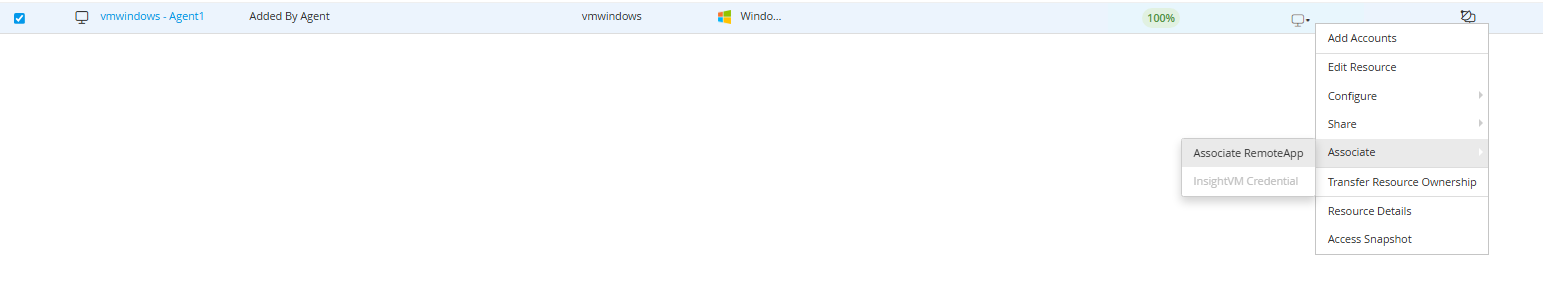 vmwindows - Agent1 Added By Agent vmwindows Windo... 100%
Add Accounts
Edit Resource
Configure
Share
Associate
Associate RemoteApp
InsightVM Credential
Transfer Resource Ownership
Resource Details
Access Snapshot